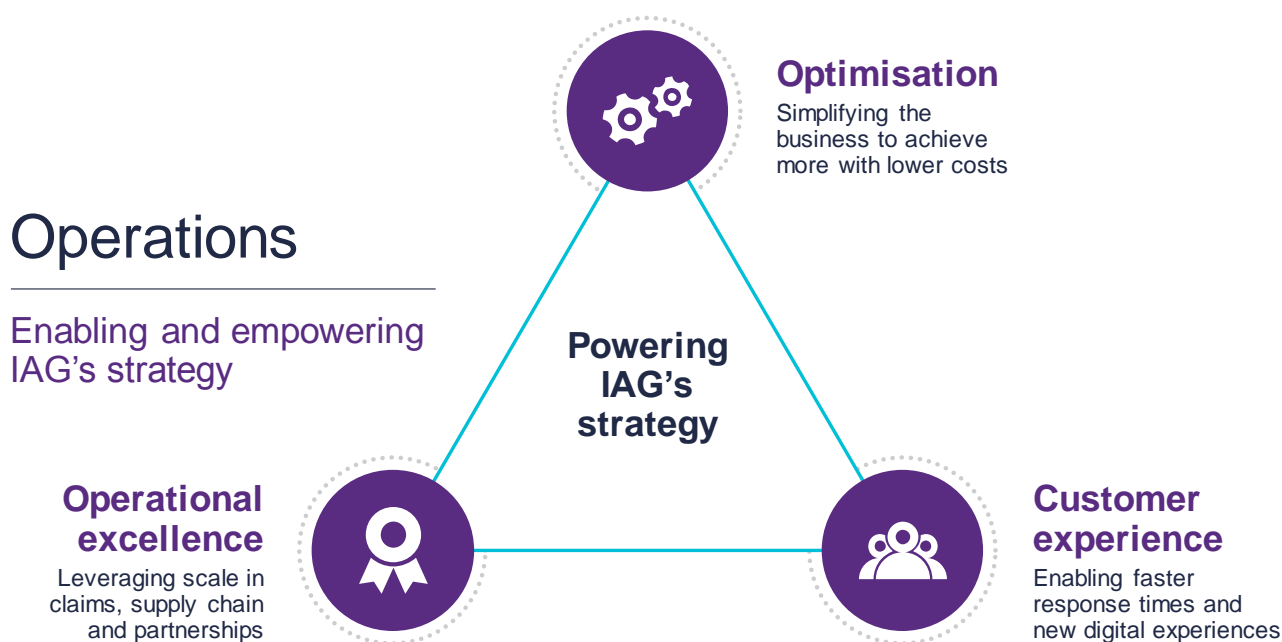 Operations
Enabling and empowering
IAG’s strategy
Optimisation
Simplifying the
business to achieve
more with lower costs
Powering
IAG’s
strategy
Operational
excellence
Leveraging scale in
claims, supply chain
and partnerships
Customer
experience
Enabling faster
response times and
new digital experiences